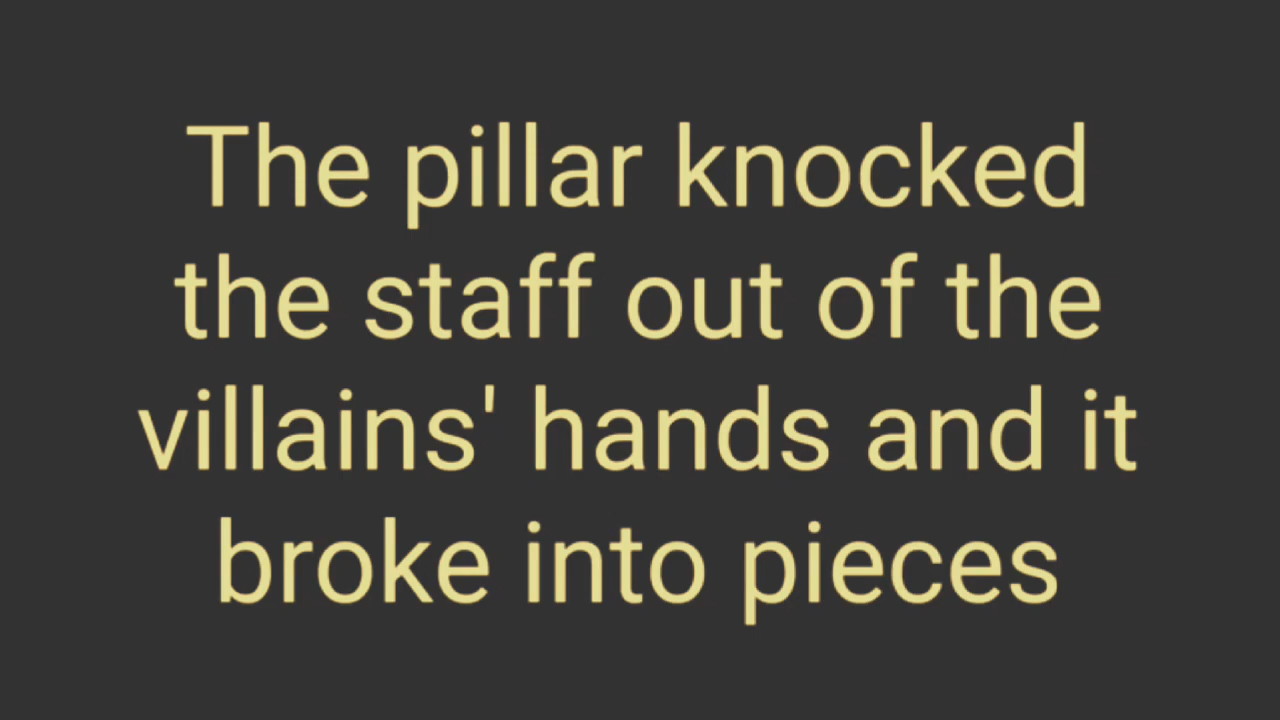 The pillar knocked
the staff out of the
villains' hands and it
broke into pieces